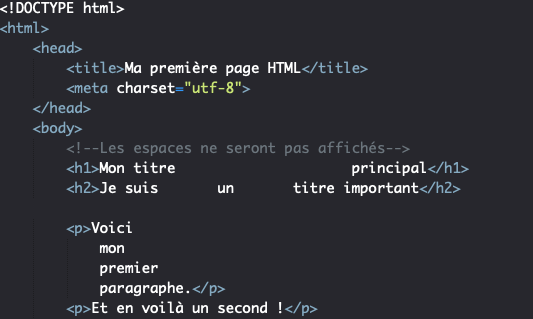 <!DOCTYPE html>
<html>
    <head>
        <title>Ma première page HTML</title>
        <meta charset="utf-8">
    </head>
    <body>
        <!--Les espaces ne seront pas affichés-->
        <h1>Mon titre                     principal</h1>
        <h2>Je suis       un       titre important</h2>

        <p>Voici
            mon
            premier
            paragraphe.</p>
        <p>Et en voilà un second !</p>